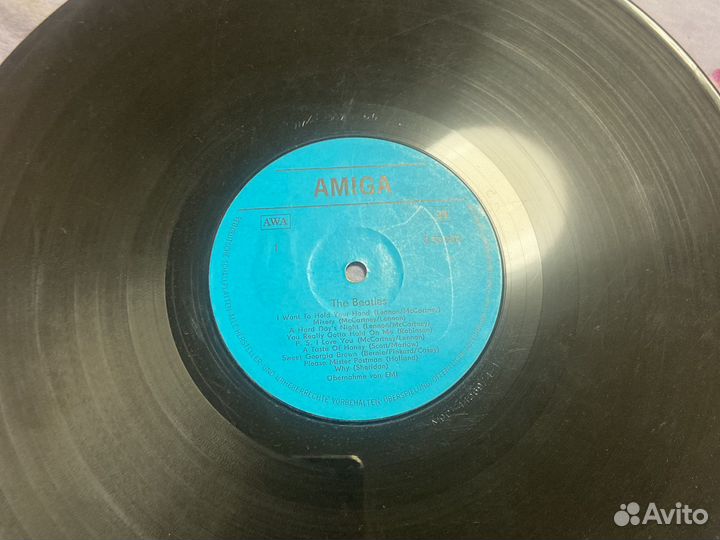 AMIGA
AWA
1
The Beatles
I Want To Hold Your Hand (Lennon/McCartney)
Misery (McCartney/Lennon)
A Hard Day's Night (Lennon/McCartney)
You Really Gotta Hold On Me (Robinson)
P. S. I Love You (McCartney/Lennon)
A Taste Of Honey (Scott/Marlow)
Sweet Georgia Brown (Bernie/Pinkard/Casey)
Please Mister Postman (Holland)
Why (Sheridan)
Übernahme von EMI
VORBEHALTEN
Avito